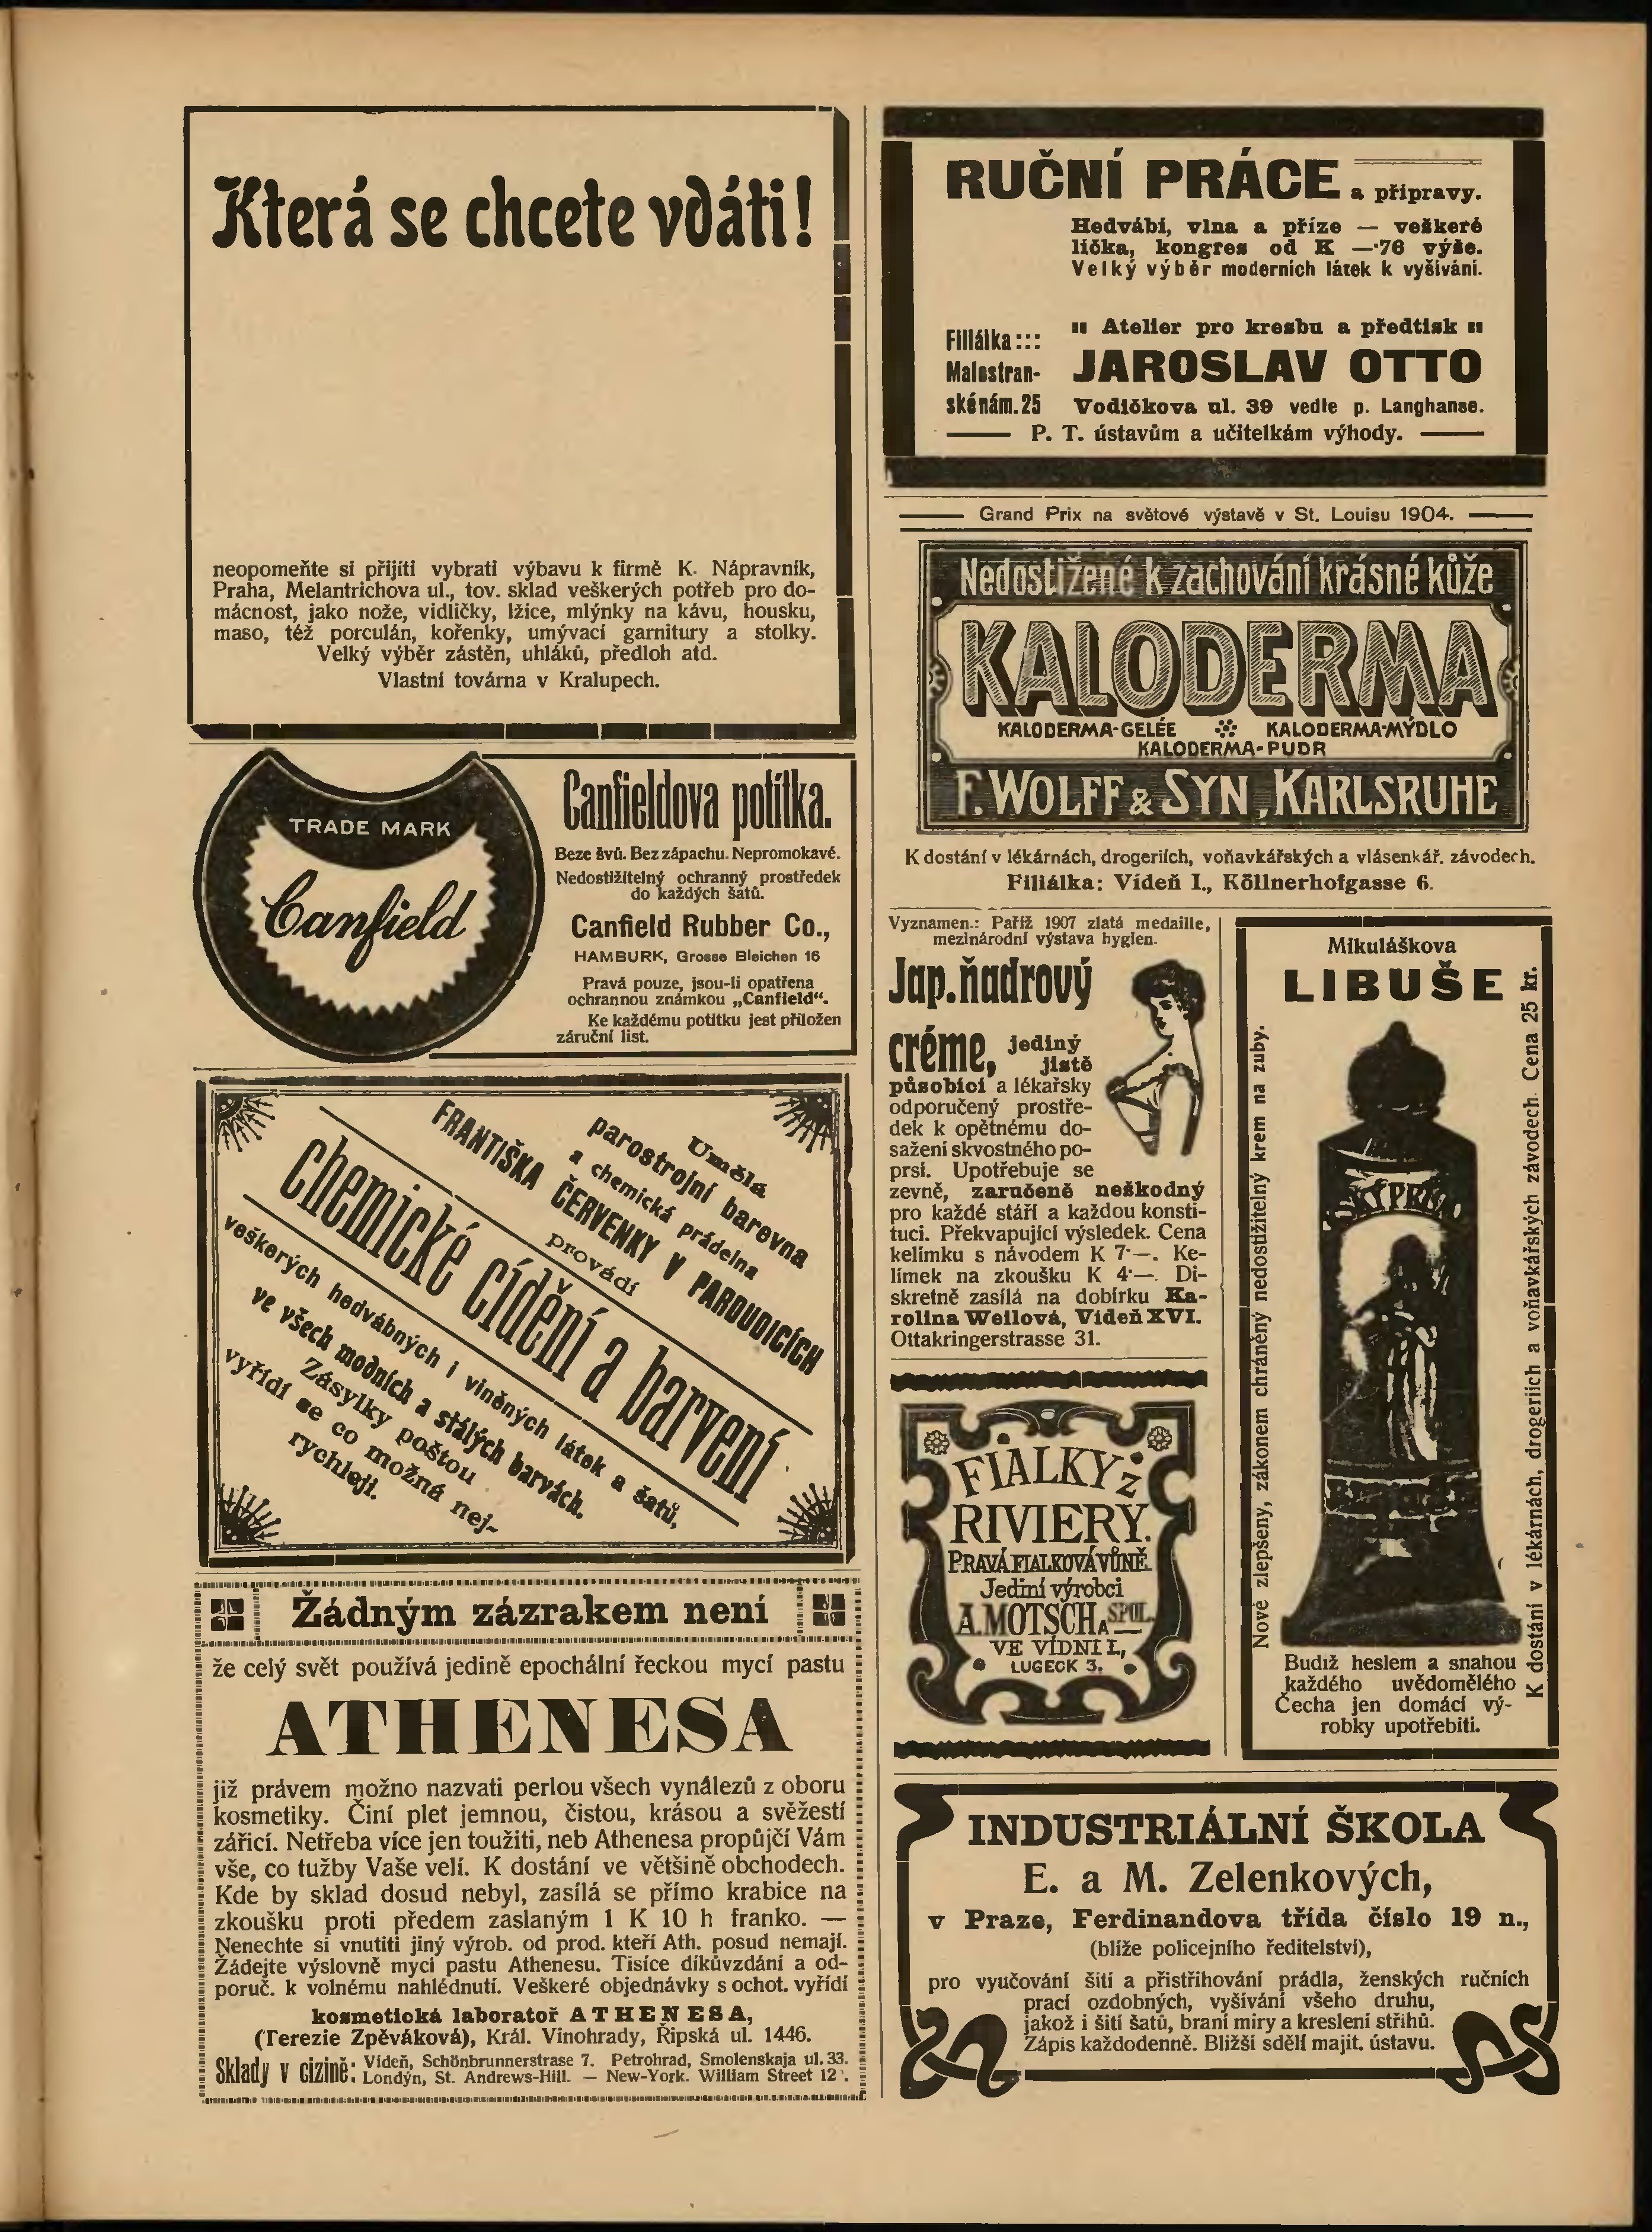 Která se chcete vdáti!
neopomeňte si přijíti vybrati výbavu k firmě K. Nápravník,
Praha, Melantrichova ul., tov. sklad veškerých potřeb pro do-
mácnost, jako nože, vidličky, lžíce, mlýnky na kávu, housku,
maso, též porculán, kořenky, umývací garnitury a stolky.
Velký výběr zástěn, uhláků, předloh atd.
Vlastní továrna v Kralupech.
TRADE MARK
Canfield
Canfieldova potítka.
Beze švů. Bez zápachu. Nepromokavé.
Nedostižitelný ochranný prostředek
do každých šatů.
Canfield Rubber Co.,
HAMBURK, Grosse Bleichen 16
Pravá pouze, jsou-li opatřena
ochrannou známkou „Canfield“.
Ke každému potítku jest přiložen
záruční list.
Umělá
parostrojní barevna
a chemická prádelna
FRANTIŠKA ČERVENKY V PARDUBICÍCH
provádí
chemické cídění a barvení
veškerých hedvábných i vlněných látek a šatů,
ve všech modních a stálých barvách.
Zásylky poštou
vyřídí se co možná nej-
rychleji.
Žádným zázrakem není
že celý svět používá jedině epochální řeckou mycí pastu
ATHENESA
již právem možno nazvati perlou všech vynálezů z oboru
kosmetiky. Činí plet jemnou, čistou, krásou a svěžestí
zářicí. Netřeba více jen toužiti, neb Athenesa propůjčí Vám
vše, co tužby Vaše velí. K dostání ve většině obchodech.
Kde by sklad dosud nebyl, zasílá se přímo krabice na
zkoušku proti předem zaslaným 1 K 10 h franko. —
Nenechte si vnutiti jiný výrob. od prod. kteří Ath. posud nemají.
Žádejte výslovně mycí pastu Athenesu. Tisíce díkůvzdání a od-
poruč. k volnému nahlédnutí. Veškeré objednávky s ochot. vyřídí
kosmetická laboratoř ATHENESA,
(Terezie Zpěváková), Král. Vinohrady, Řipská ul. 1446.
Sklady v cizině: Vídeň, Schönbrunnerstrase 7. Petrohrad, Smolenskaja ul. 33.
Londýn, St. Andrews-Hill. — New-York. William Street
RUČNÍ PRÁCE a přípravy.
Hedvábí, vlna a příze — veškeré
líčka, kongres od K —·76 výše.
Velký výběr moderních látek k vyšívání.
Atelier pro kresbu a předtisk
Filiálka:::
Malostran-
ské nám. 25
JAROSLAV OTTO
Vodičkova ul. 39 vedle p. Langhanse.
P. T. ústavům a učitelkám výhody.
Grand Prix na světové výstavě v St. Louisu 1904.
Nedostižené k zachování krásné kůže
KALODERMA
KALODERMA-GELÉE KALODERMA-MÝDLO
KALODERMA-PUDR
F. WOLFF & SYN, KARLSRUHE
K dostání v lékárnách, drogeriích, voňavkářských a vlásenkář. závodech.
Filiálka: Vídeň I., Köllnerhofgasse 6.
Vyznamen.: Paříž 1907 zlatá medaille,
mezinárodní výstava hygien.
Jap. ňadrový
créme, jediný
jistě
působící a lékařsky
odporučený prostře-
dek k opětnému do-
sažení skvostného po-
prsí. Upotřebuje se
zevně, zaručeně neškodný
pro každé stáří a každou konsti-
tuci. Překvapující výsledek. Cena
kelímku s návodem K 7·—. Ke-
límek na zkoušku K 4·—. Di-
skretně zasílá na dobírku Ka-
rolina Weilová, Vídeň XVI.
Ottakringerstrasse 31.
FIALKY z
RIVIERY.
PRAVÁ FIALKOVÁ VŮNĚ.
Jediní výrobci
A. MOTSCH A SPOL.
VE VÍDNI I.,
LUGECK 3.
Mikuláškova
LIBUŠE
Nové zlepšený, zákonem chráněný nedostižitelný krem na zuby.
K dostání v lékárnách, drogeriích a voňavkářských závodech. Cena 25 kr.
Budiž heslem a snahou
každého uvědomělého
Čecha jen domácí vý-
robky upotřebiti.
INDUSTRIÁLNÍ ŠKOLA
E. a M. Zelenkových,
v Praze, Ferdinandova třída číslo 19 n.,
(blíže policejního ředitelství),
pro vyučování šití a přistřihování prádla, ženských ručních
prací ozdobných, vyšívání všeho druhu,
jakož i šití šatů, braní míry a kreslení střihů.
Zápis každodenně. Bližší sdělí majit. ústavu.